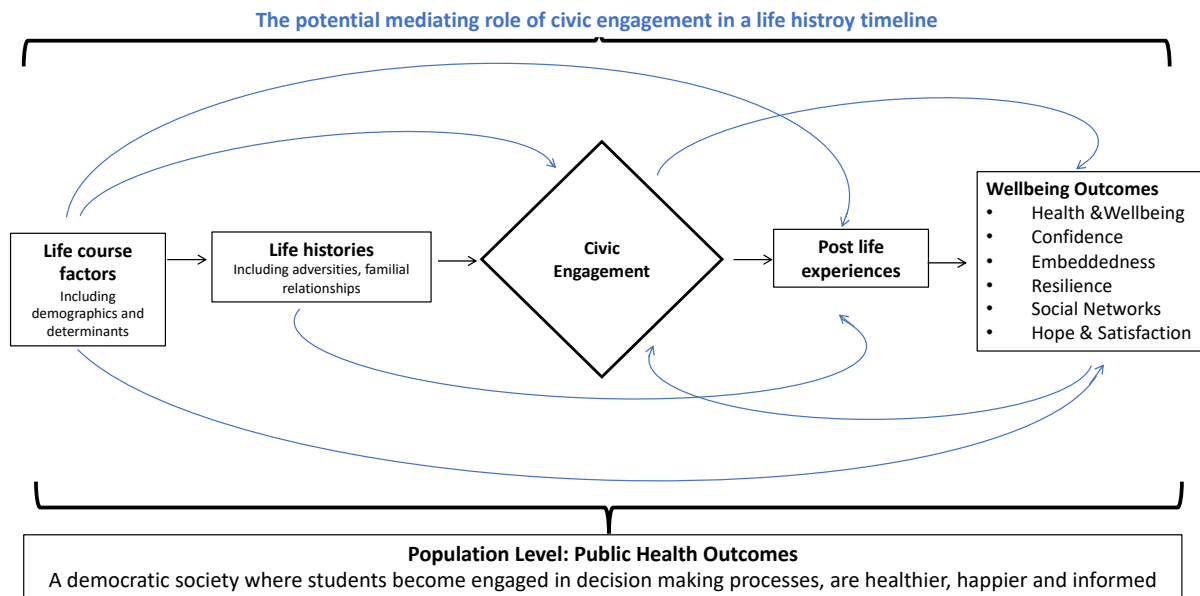 The potential mediating role of civic engagement in a life histroy timeline
Life course
factors
Including
demographics and
determinants
Life histories
Including adversities, familial
relationships
Civic
Engagement
Post life
experiences
Wellbeing Outcomes
• Health &Wellbeing
• Confidence
• Embeddedness
• Resilience
• Social Networks
• Hope & Satisfaction
Population Level: Public Health Outcomes
A democratic society where students become engaged in decision making processes, are healthier, happier and informed